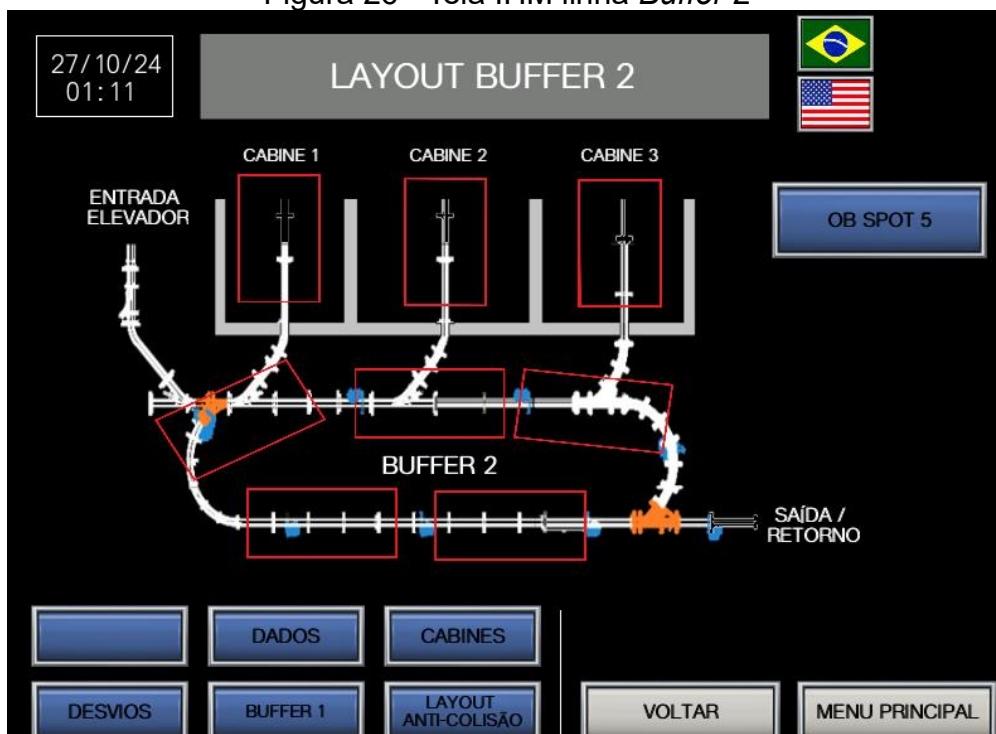 27/10/24
01:11
LAYOUT BUFFER 2
CABINE 1
CABINE 2
CABINE 3
ENTRADA
ELEVADOR
OB SPOT 5
BUFFER 2
SAÍDA /
RETORNO
DADOS
CABINES
DESVIOS
BUFFER 1
LAYOUT
ANTI-COLISÃO
VOLTAR
MENU PRINCIPAL